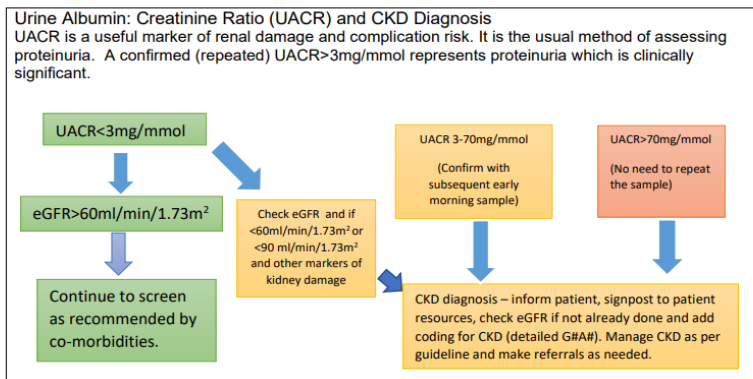 Urine Albumin: Creatinine Ratio (UACR) and CKD Diagnosis
UACR is a useful marker of renal damage and complication risk. It is the usual method of assessing
proteinuria.  A confirmed (repeated) UACR>3mg/mmol represents proteinuria which is clinically
significant.
UACR<3mg/mmol
UACR 3-70mg/mmol
(Confirm with
subsequent early
morning sample)
UACR>70mg/mmol
(No need to repeat
the sample)
eGFR>60ml/min/1.73m²
Check eGFR and if
<60ml/min/1.73m² or
<90 ml/min/1.73m²
and other markers of
kidney damage
Continue to screen
as recommended by
co-morbidities.
CKD diagnosis – inform patient, signpost to patient
resources, check eGFR if not already done and add
coding for CKD (detailed G#A#). Manage CKD as per
guideline and make referrals as needed.